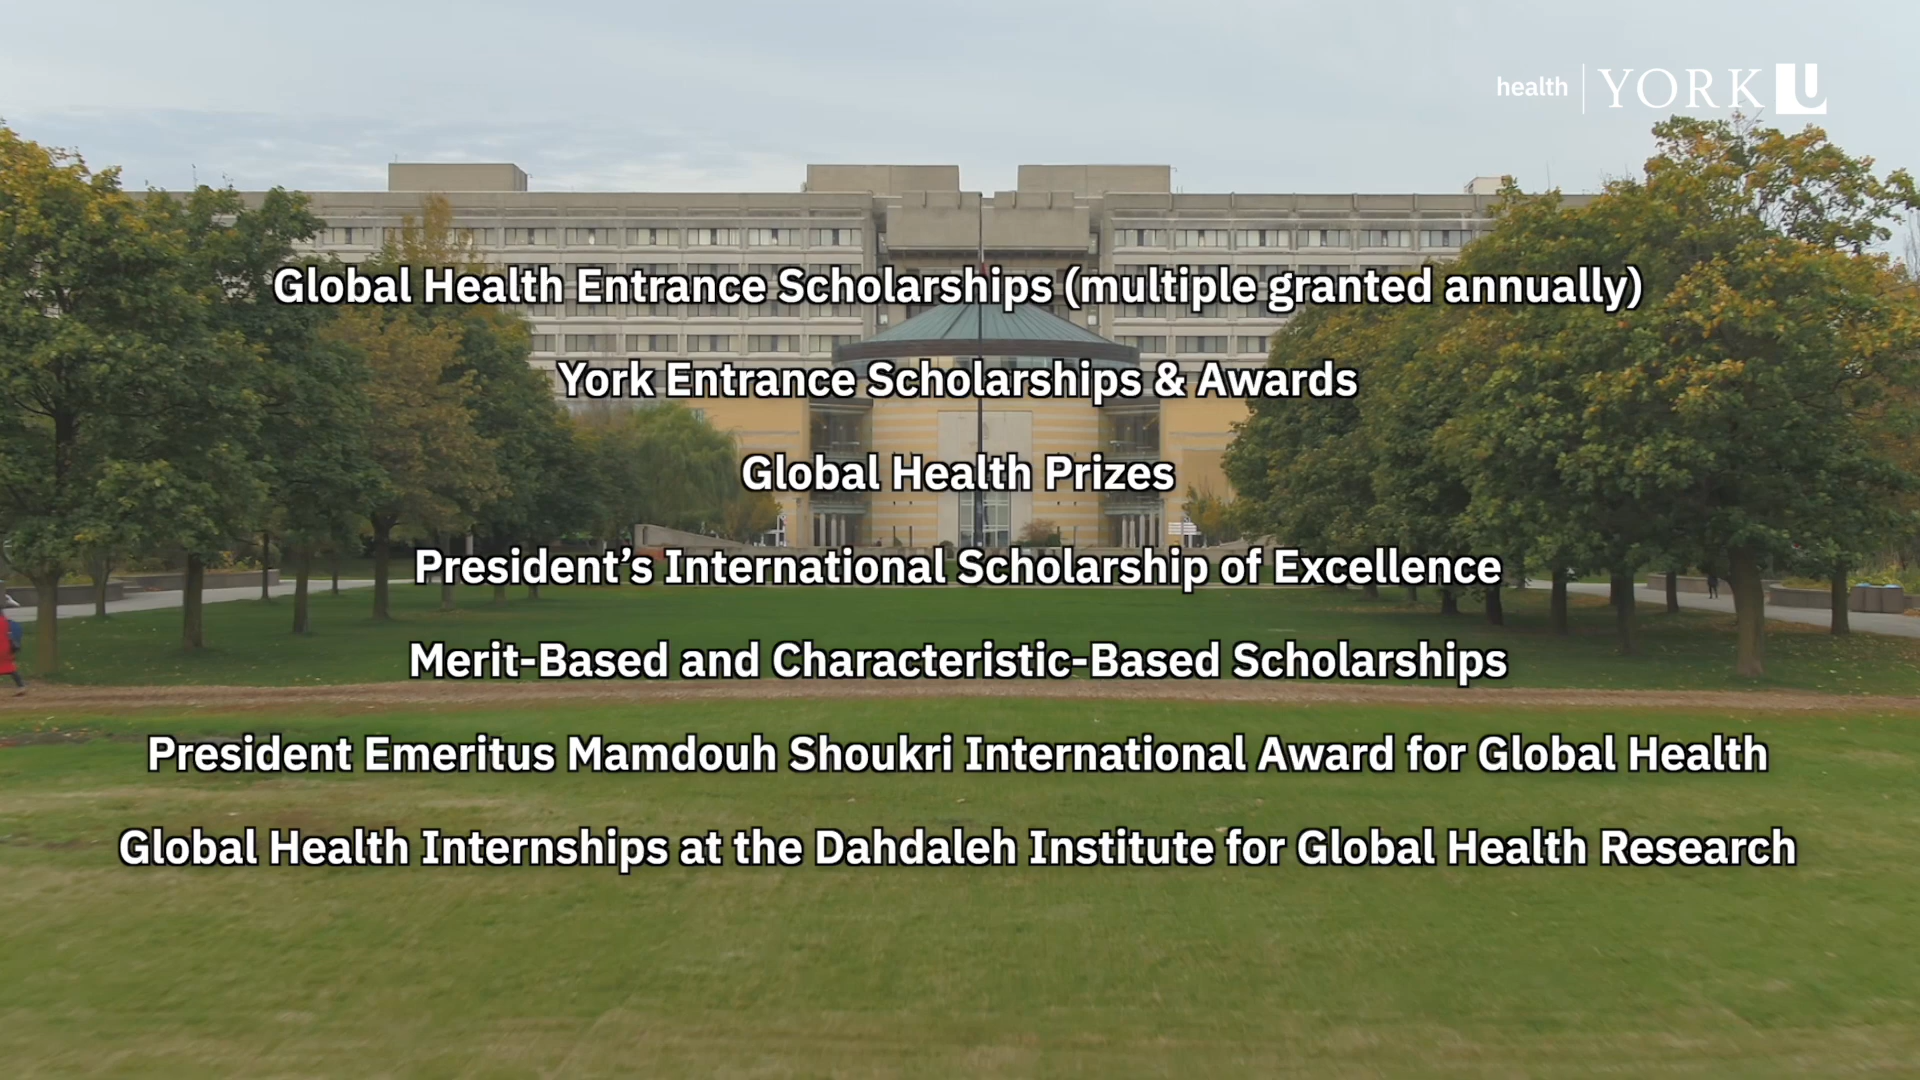 health | YORK U
Global Health Entrance Scholarships (multiple granted annually)
York Entrance Scholarships & Awards
Global Health Prizes
President’s International Scholarship of Excellence
Merit-Based and Characteristic-Based Scholarships
President Emeritus Mamdouh Shoukri International Award for Global Health
Global Health Internships at the Dahdaleh Institute for Global Health Research